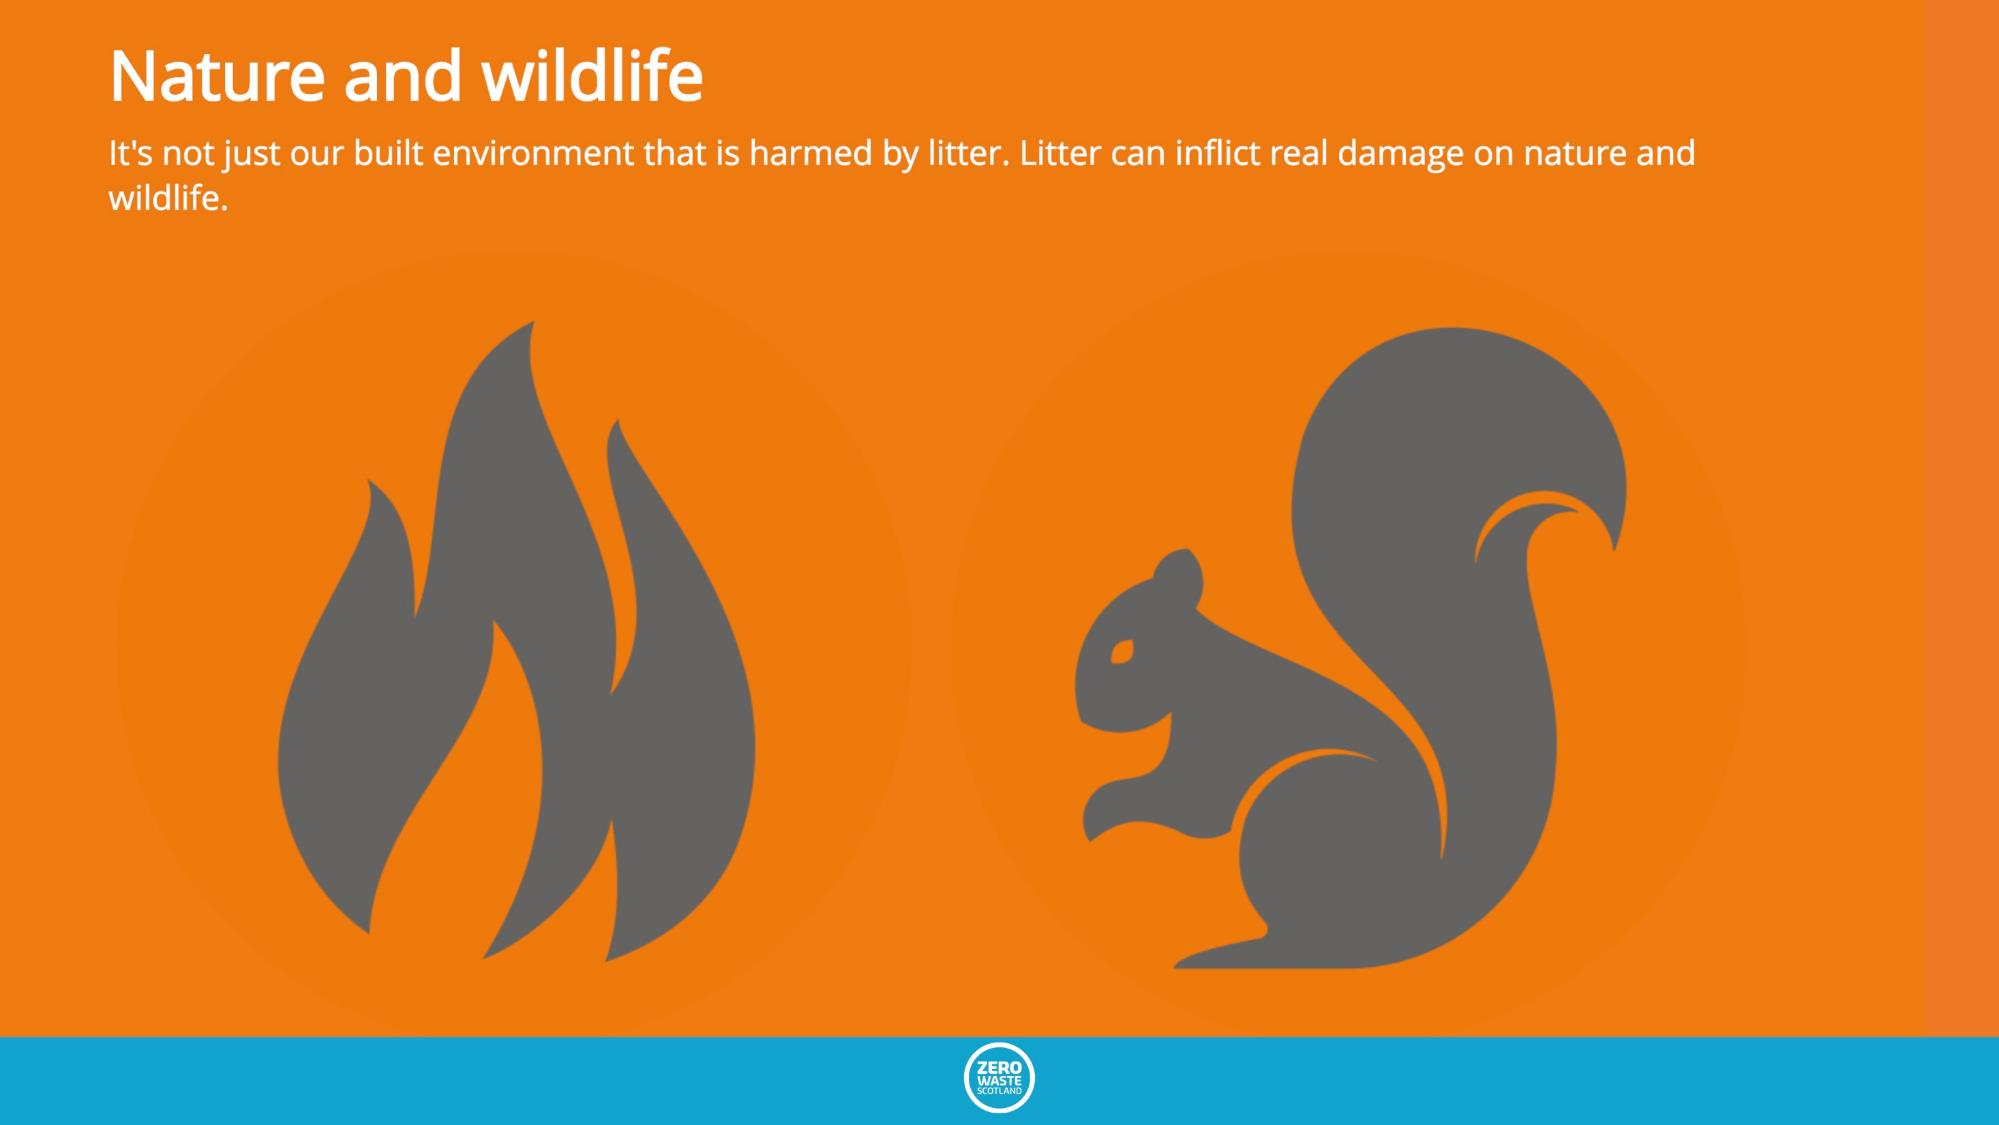 Nature and wildlife
It's not just our built environment that is harmed by litter. Litter can inflict real damage on nature and
wildlife.
ZERO
WASTE
SCOTLAND